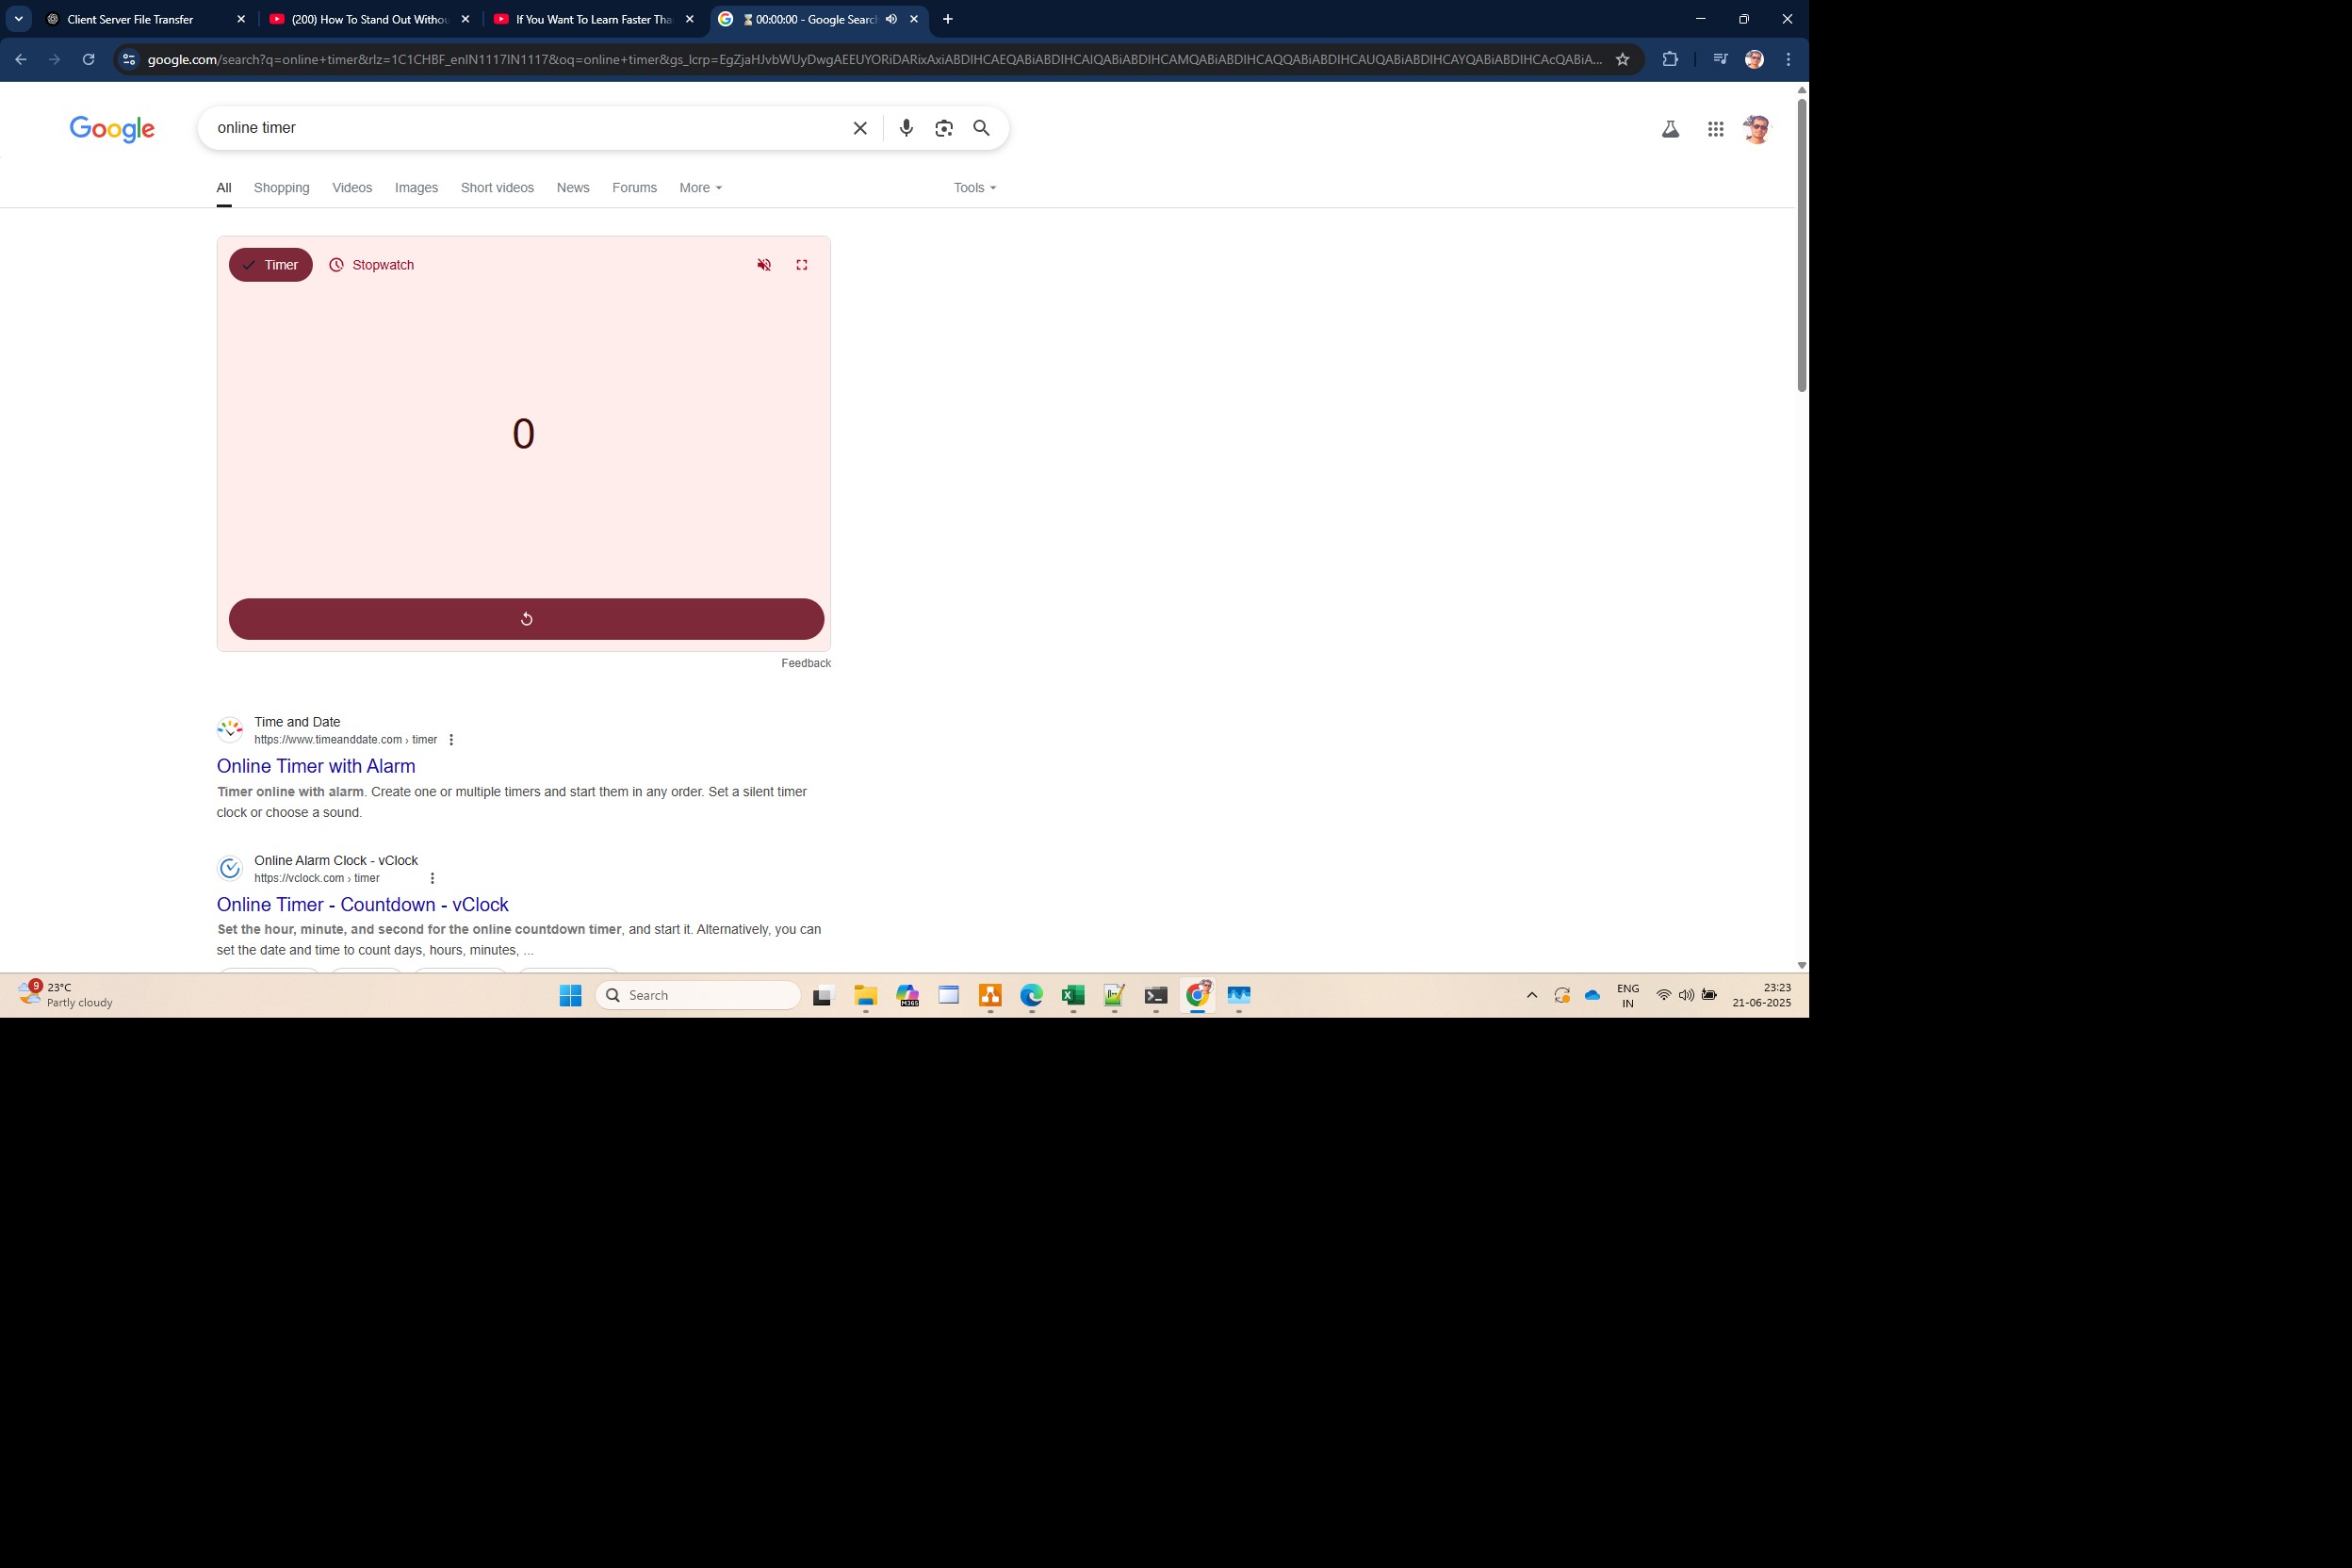 Client Server File Transfer
(200) How To Stand Out Withou
If You Want To Learn Faster Tha
00:00:00 - Google Searc
google.com/search?q=online+timer&rlz=1C1CHBF_enIN1117IN1117&oq=online+timer&gs_lcrp=EgZjaHJvbWUyDwgAEEUYORiDARixAxiABDIHCAEQABiABDIHCAIQABiABDIHCAMQABiABDIHCAQQABiABDIHCAUQABiABDIHCAYQABiABDIHCAcQABiA...
Google
online timer
All Shopping Videos Images Short videos News Forums More Tools
Timer Stopwatch
0
Feedback
Time and Date
https://www.timeanddate.com › timer
Online Timer with Alarm
Timer online with alarm. Create one or multiple timers and start them in any order. Set a silent timer
clock or choose a sound.
Online Alarm Clock - vClock
https://vclock.com › timer
Online Timer - Countdown - vClock
Set the hour, minute, and second for the online countdown timer, and start it. Alternatively, you can
set the date and time to count days, hours, minutes, ...
9
23°C
Partly cloudy
Search
M365
ENG
IN
23:23
21-06-2025